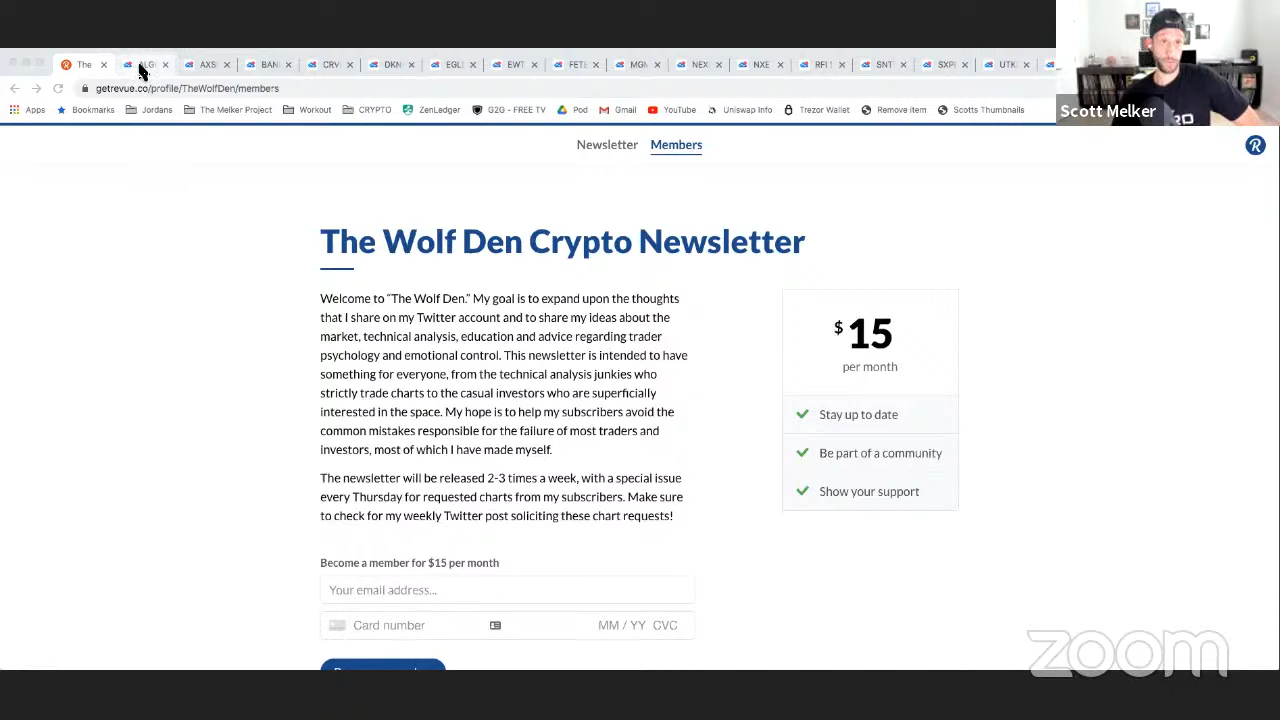 The
ALG
AXS
BAN
CRV
DKN
EGL
EWT
FET
MGM
NEX
NXE
RFI
SNT
SXP
UTK
getrevue.co/profile/TheWolfDen/members
Apps Bookmarks Jordans The Melker Project Workout CRYPTO ZenLedger G2G - FREE TV Pod Gmail YouTube Uniswap Info Trezor Wallet Remove item Scotts Thumbnails
Scott Melker
Newsletter Members
R
The Wolf Den Crypto Newsletter
Welcome to “The Wolf Den.” My goal is to expand upon the thoughts
that I share on my Twitter account and to share my ideas about the
market, technical analysis, education and advice regarding trader
psychology and emotional control. This newsletter is intended to have
something for everyone, from the technical analysis junkies who
strictly trade charts to the casual investors who are superficially
interested in the space. My hope is to help my subscribers avoid the
common mistakes responsible for the failure of most traders and
investors, most of which I have made myself.
The newsletter will be released 2-3 times a week, with a special issue
every Thursday for requested charts from my subscribers. Make sure
to check for my weekly Twitter post soliciting these chart requests!
$15
per month
Stay up to date
Be part of a community
Show your support
Become a member for $15 per month
Your email address...
Card number MM / YY CVC
zoom